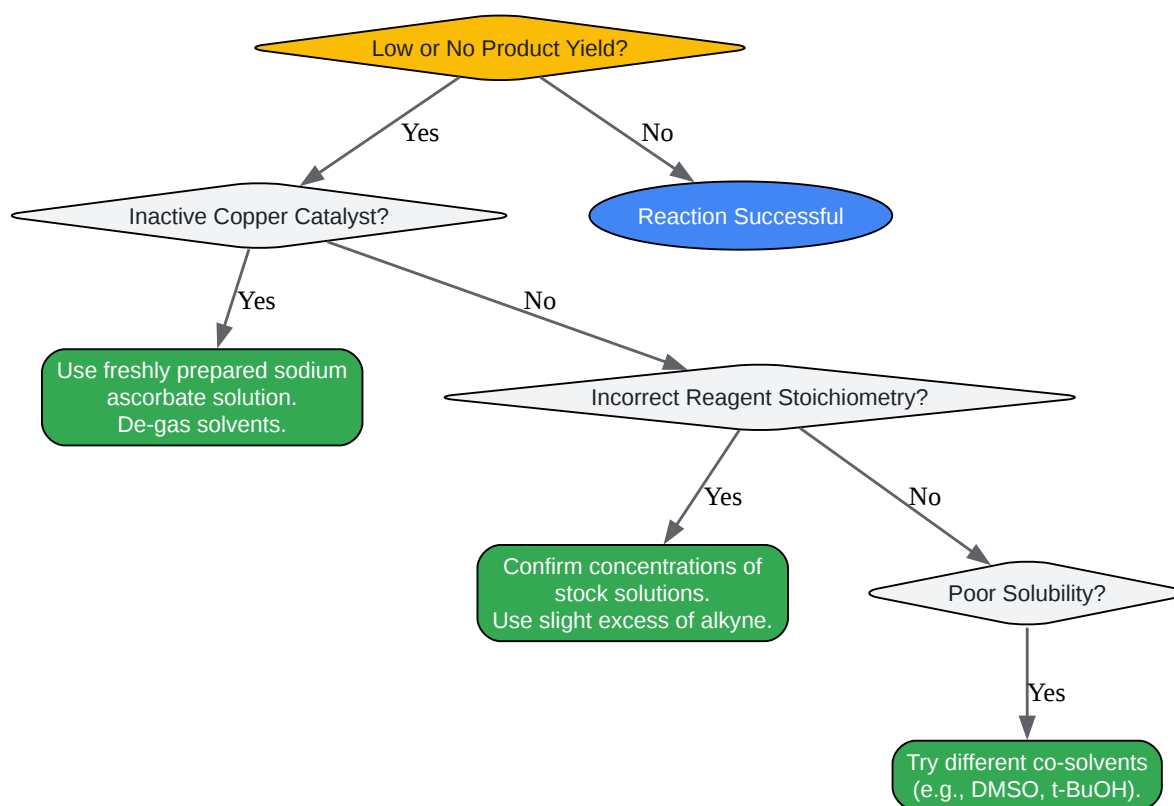 Low or No Product Yield?
Yes
No
Inactive Copper Catalyst?
Reaction Successful
Yes
No
Use freshly prepared sodium
ascorbate solution.
De-gas solvents.
Incorrect Reagent Stoichiometry?
Yes
No
Confirm concentrations of
stock solutions.
Use slight excess of alkyne.
Poor Solubility?
Yes
Try different co-solvents
(e.g., DMSO, t-BuOH).